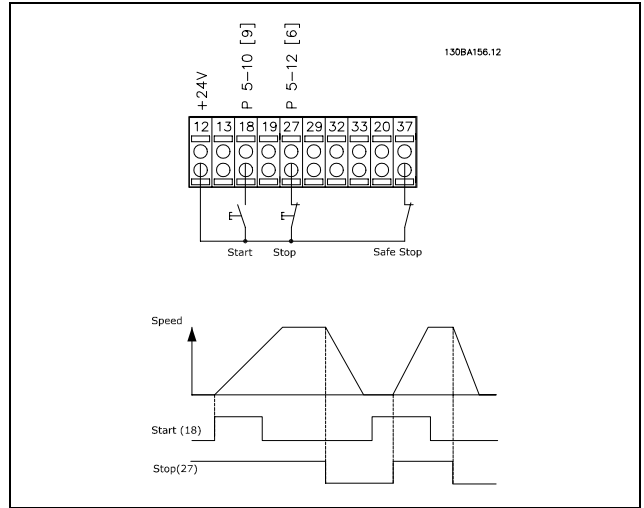 130BA156.12
+24V
P 5-10 [9]
P 5-12 [6]
12 13 18 19 27 29 32 33 20 37
Start Stop Safe Stop
Speed
Start (18)
Stop(27)